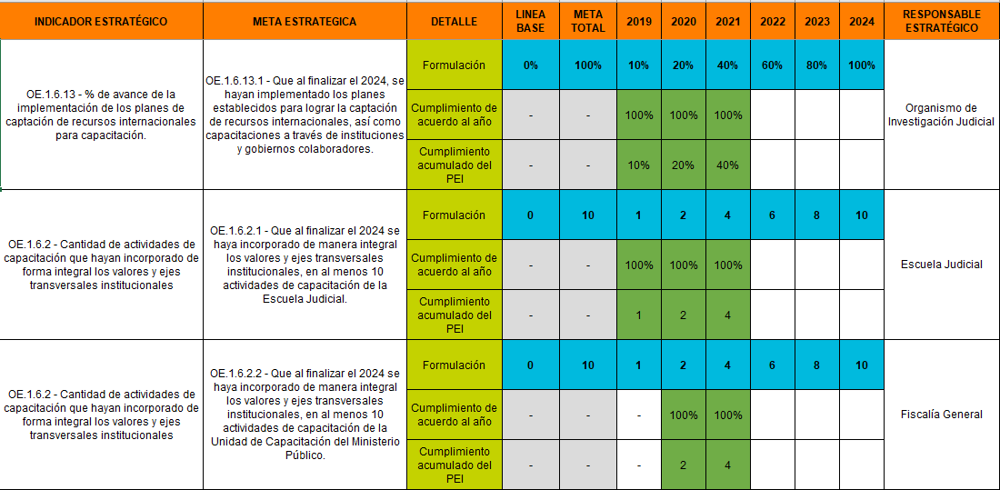 INDICADOR ESTRATÉGICO
META ESTRATEGICA
DETALLE
LINEA
BASE
META
TOTAL
2019
2020
2021
2022
2023
2024
RESPONSABLE
ESTRATÉGICO
OE.1.6.13 - % de avance de la
implementación de los planes de
captación de recursos internacionales
para capacitación.
OE.1.6.13.1 - Que al finalizar el 2024, se
hayan implementado los planes
establecidos para lograr la captación
de recursos internacionales, así como
capacitaciones a través de instituciones
y gobiernos colaboradores.
Formulación
0%
100%
10%
20%
40%
60%
80%
100%
Cumplimiento de
acuerdo al año
-
-
100%
100%
100%
Cumplimiento
acumulado del
PEI
-
-
10%
20%
40%
Organismo de
Investigación Judicial
OE.1.6.2 - Cantidad de actividades de
capacitación que hayan incorporado de
forma integral los valores y ejes
transversales institucionales
OE.1.6.2.1 - Que al finalizar el 2024 se
haya incorporado de manera integral
los valores y ejes transversales
institucionales, en al menos 10
actividades de capacitación de la
Escuela Judicial.
Formulación
0
10
1
2
4
6
8
10
Cumplimiento de
acuerdo al año
-
-
100%
100%
100%
Cumplimiento
acumulado del
PEI
-
-
1
2
4
Escuela Judicial
OE.1.6.2 - Cantidad de actividades de
capacitación que hayan incorporado de
forma integral los valores y ejes
transversales institucionales
OE.1.6.2.2 - Que al finalizar el 2024 se
haya incorporado de manera integral
los valores y ejes transversales
institucionales, en al menos 10
actividades de capacitación de la
Unidad de Capacitación del Ministerio
Público.
Formulación
0
10
1
2
4
6
8
10
Cumplimiento de
acuerdo al año
-
-
-
100%
100%
Cumplimiento
acumulado del
PEI
-
-
-
2
4
Fiscalía General